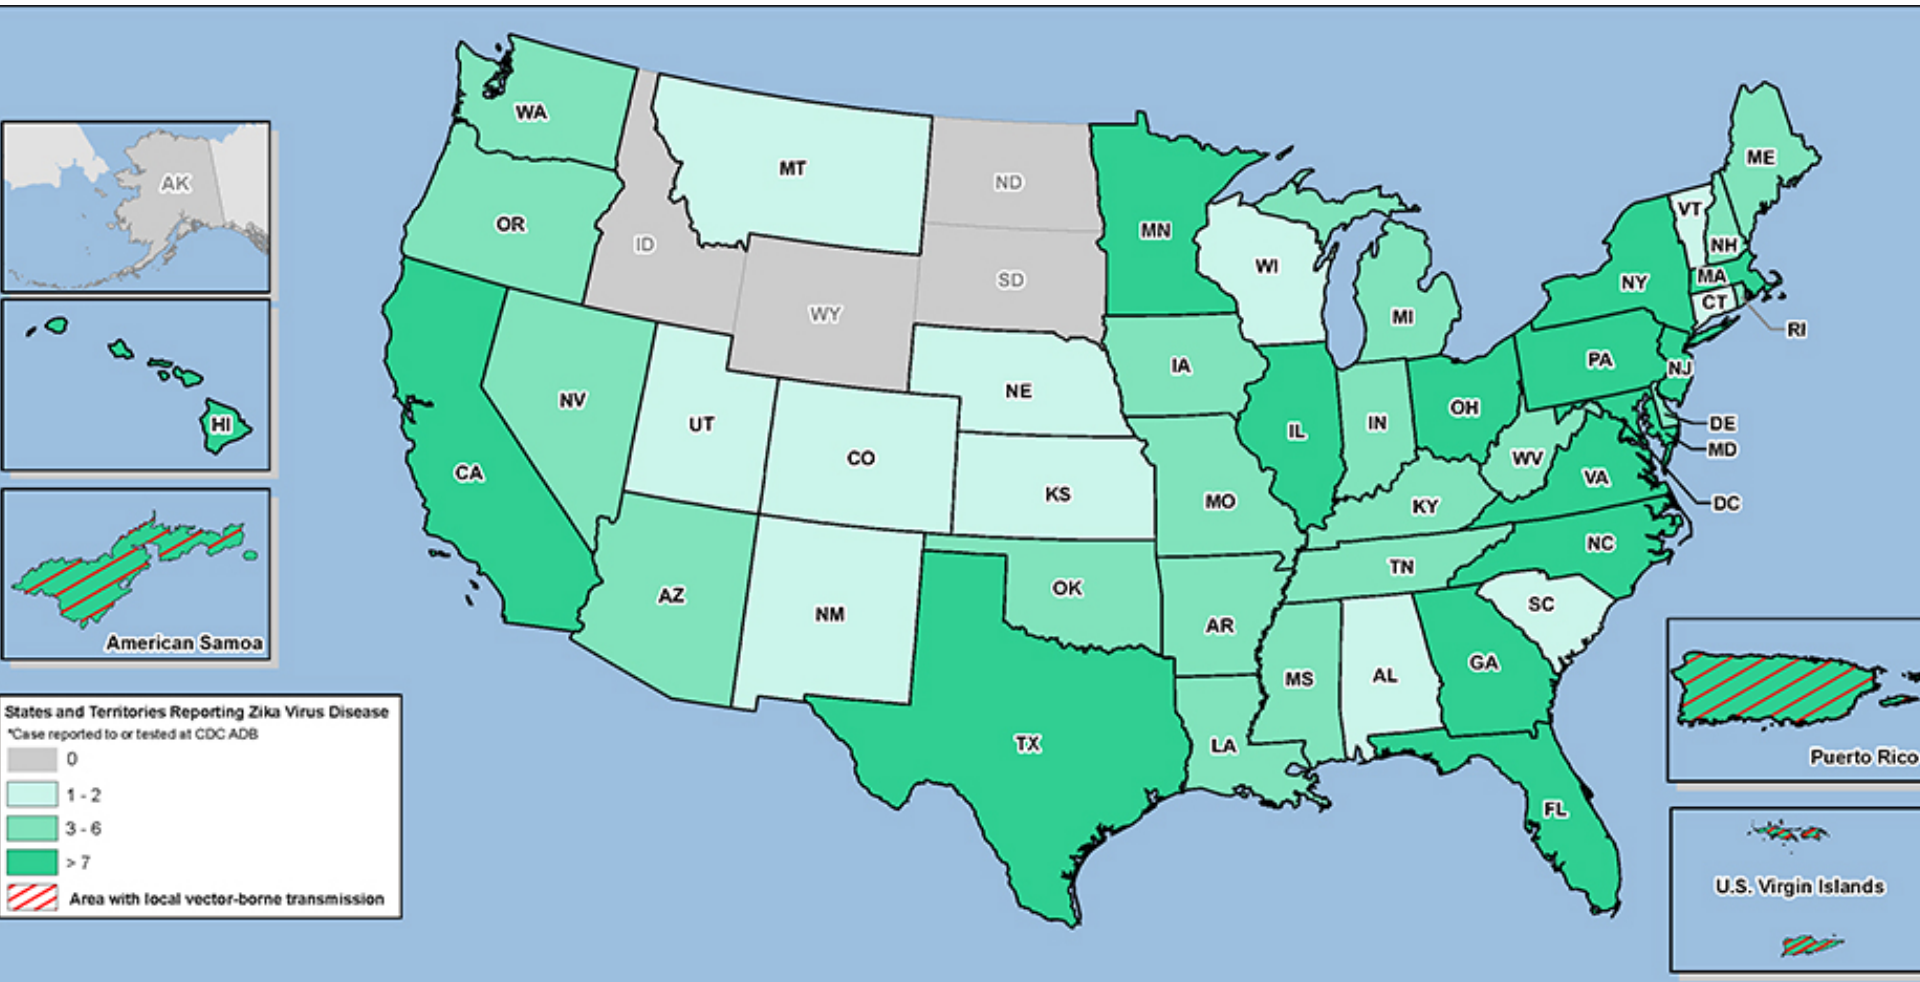 WA
MT
ND
ME
AK
VT
OR
MN
ID
NH
WI
SD
MA
NY
CT
WY
MI
RI
PA
IA
NJ
NE
NV
OH
UT
IN
DE
HI
IL
MD
CO
WV
CA
VA
KS
MO
DC
KY
NC
TN
OK
AZ
SC
NM
AR
American Samoa
GA
AL
MS
States and Territories Reporting Zika Virus Disease
*Case reported to or tested at CDC ADB
TX
LA
0
Puerto Rico
1 - 2
FL
3 - 6
> 7
U.S. Virgin Islands
Area with local vector-borne transmission